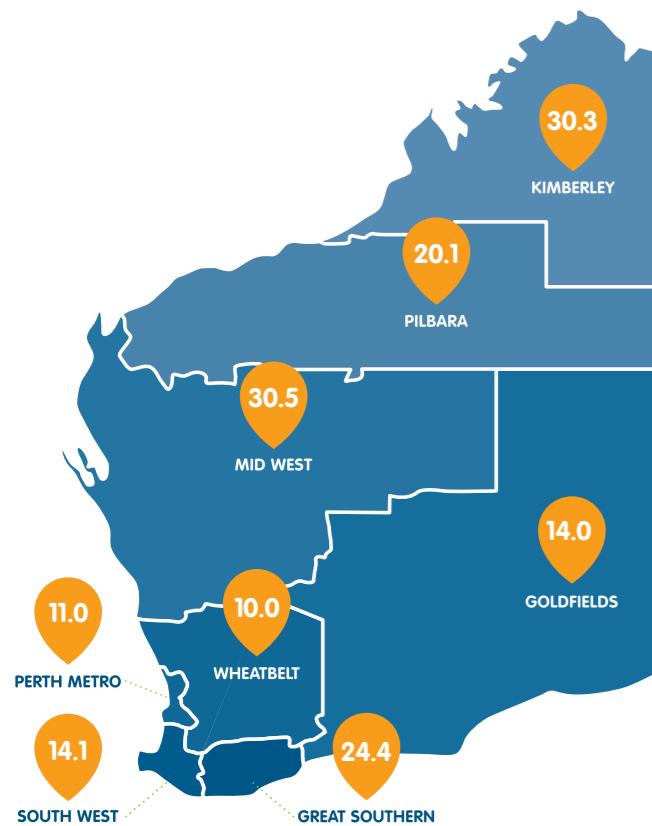 30.3
KIMBERLEY
20.1
PILBARA
30.5
MID WEST
14.0
GOLDFIELDS
10.0
WHEATBELT
11.0
PERTH METRO
14.1
SOUTH WEST
24.4
GREAT SOUTHERN